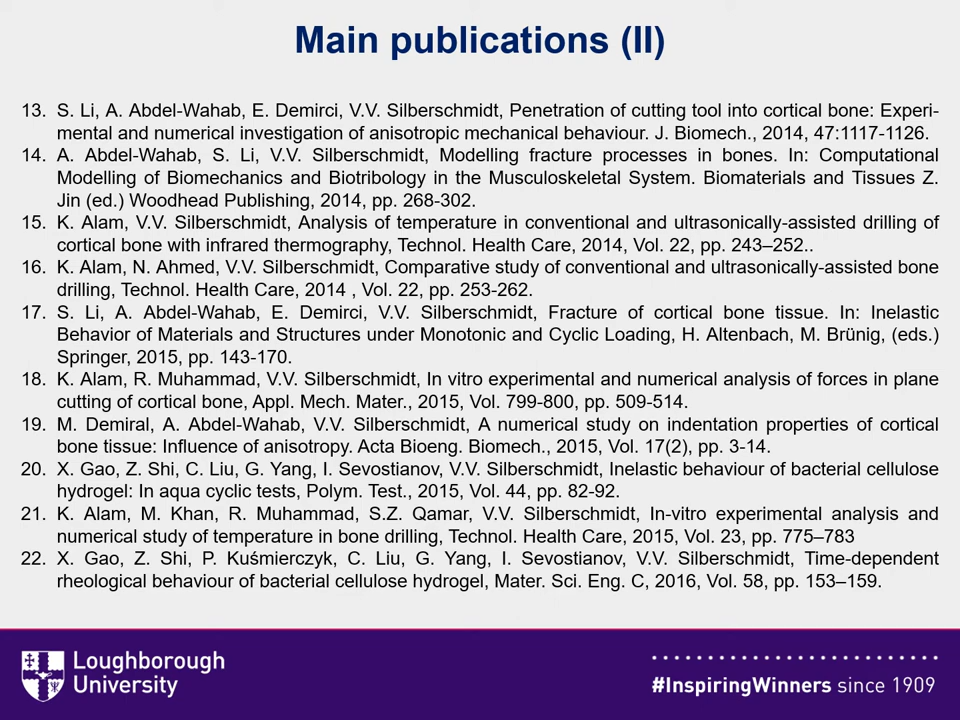 Main publications (II)
13. S. Li, A. Abdel-Wahab, E. Demirci, V.V. Silberschmidt, Penetration of cutting tool into cortical bone: Experi-
mental and numerical investigation of anisotropic mechanical behaviour. J. Biomech., 2014, 47:1117-1126.
14. A. Abdel-Wahab, S. Li, V.V. Silberschmidt, Modelling fracture processes in bones. In: Computational
Modelling of Biomechanics and Biotribology in the Musculoskeletal System. Biomaterials and Tissues Z.
Jin (ed.) Woodhead Publishing, 2014, pp. 268-302.
15. K. Alam, V.V. Silberschmidt, Analysis of temperature in conventional and ultrasonically-assisted drilling of
cortical bone with infrared thermography, Technol. Health Care, 2014, Vol. 22, pp. 243–252..
16. K. Alam, N. Ahmed, V.V. Silberschmidt, Comparative study of conventional and ultrasonically-assisted bone
drilling, Technol. Health Care, 2014 , Vol. 22, pp. 253-262.
17. S. Li, A. Abdel-Wahab, E. Demirci, V.V. Silberschmidt, Fracture of cortical bone tissue. In: Inelastic
Behavior of Materials and Structures under Monotonic and Cyclic Loading, H. Altenbach, M. Brünig, (eds.)
Springer, 2015, pp. 143-170.
18. K. Alam, R. Muhammad, V.V. Silberschmidt, In vitro experimental and numerical analysis of forces in plane
cutting of cortical bone, Appl. Mech. Mater., 2015, Vol. 799-800, pp. 509-514.
19. M. Demiral, A. Abdel-Wahab, V.V. Silberschmidt, A numerical study on indentation properties of cortical
bone tissue: Influence of anisotropy. Acta Bioeng. Biomech., 2015, Vol. 17(2), pp. 3-14.
20. X. Gao, Z. Shi, C. Liu, G. Yang, I. Sevostianov, V.V. Silberschmidt, Inelastic behaviour of bacterial cellulose
hydrogel: In aqua cyclic tests, Polym. Test., 2015, Vol. 44, pp. 82-92.
21. K. Alam, M. Khan, R. Muhammad, S.Z. Qamar, V.V. Silberschmidt, In-vitro experimental analysis and
numerical study of temperature in bone drilling, Technol. Health Care, 2015, Vol. 23, pp. 775–783
22. X. Gao, Z. Shi, P. Kuśmierczyk, C. Liu, G. Yang, I. Sevostianov, V.V. Silberschmidt, Time-dependent
rheological behaviour of bacterial cellulose hydrogel, Mater. Sci. Eng. C, 2016, Vol. 58, pp. 153–159.
Loughborough
University
#InspiringWinners since 1909